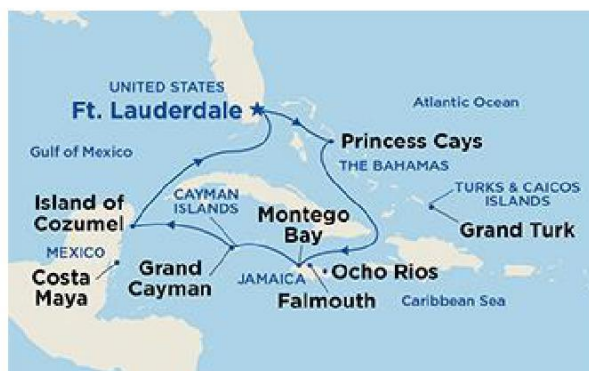 UNITED STATES
Ft. Lauderdale
Atlantic Ocean
Princess Cays
Gulf of Mexico
THE BAHAMAS
TURKS & CAICOS
ISLANDS
Grand Turk
CAYMAN
ISLANDS
Island of
Cozumel
Montego
Bay
MEXICO
Costa
Maya
Grand
Cayman
JAMAICA
Ocho Rios
Falmouth
Caribbean Sea